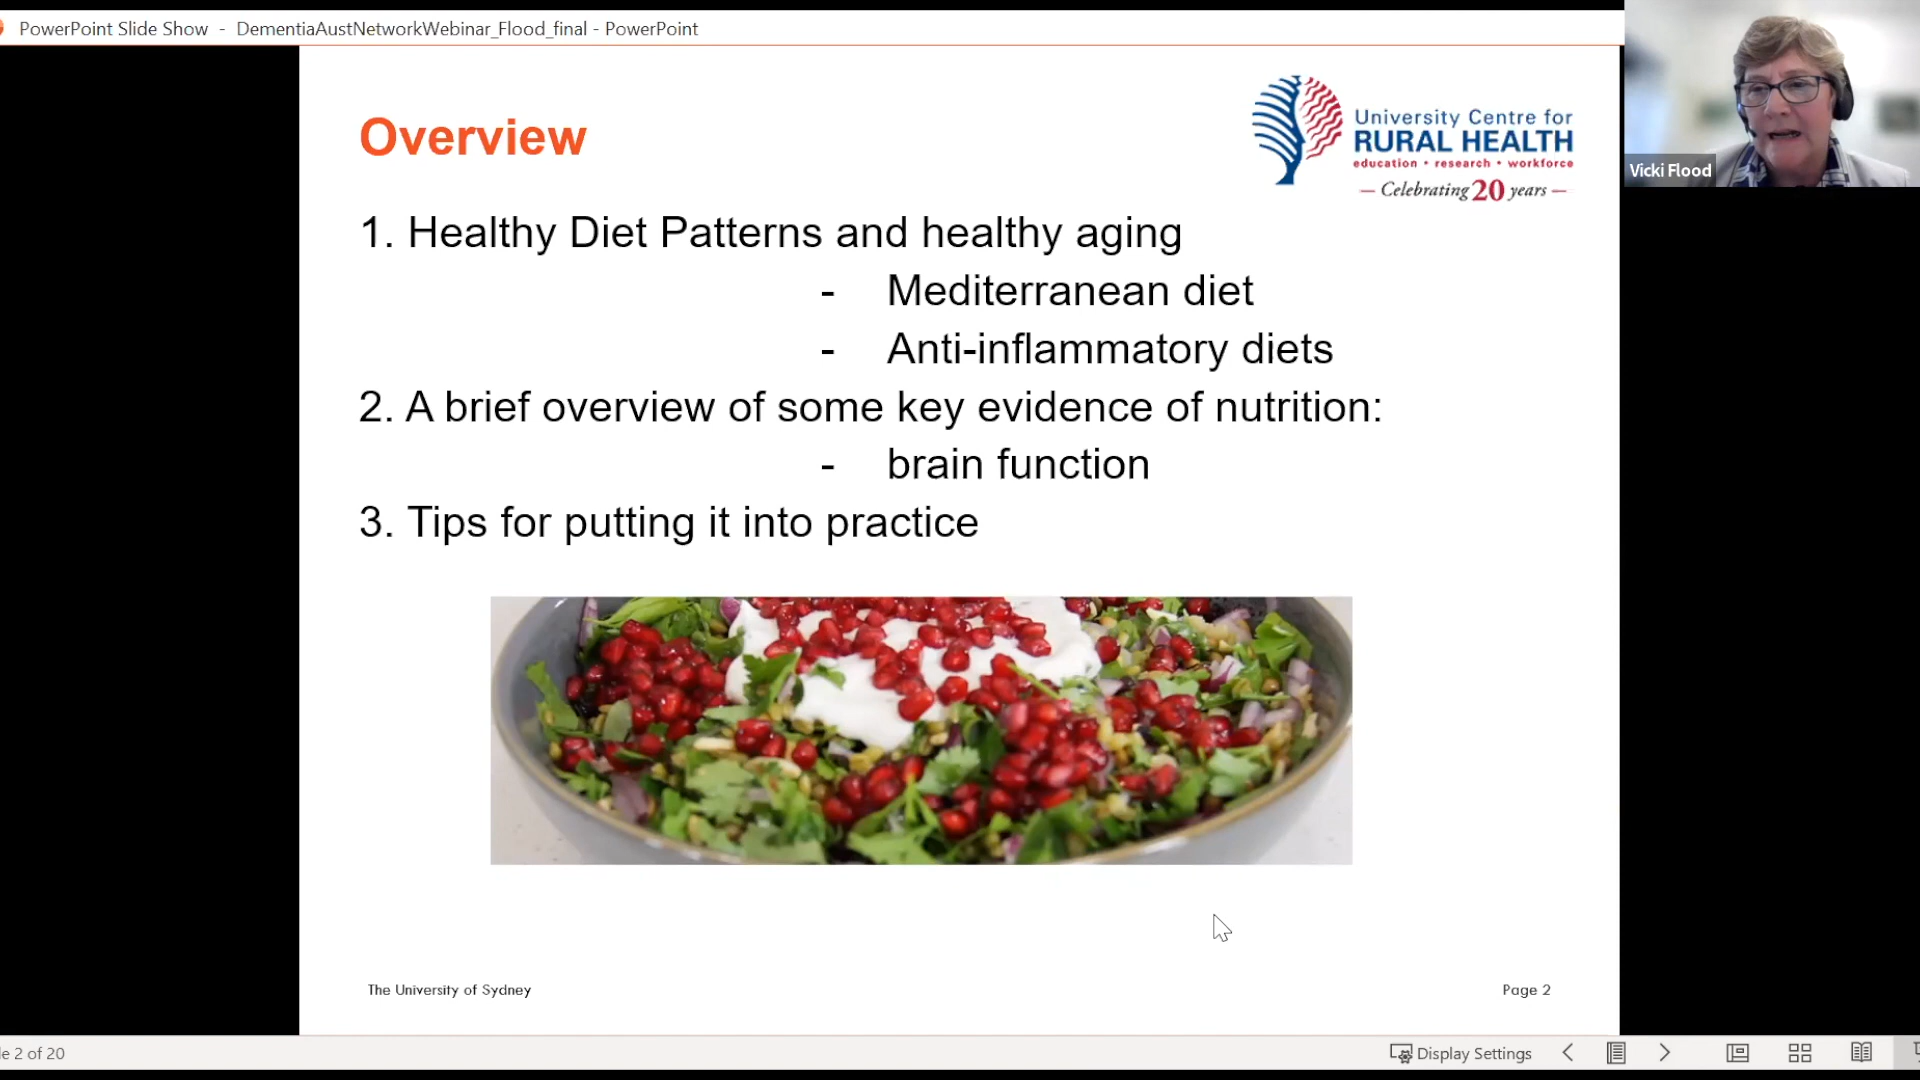 PowerPoint Slide Show - DementiaAustNetworkWebinar_Flood_final - PowerPoint
Overview
University Centre for
RURAL HEALTH
education • research • workforce
— Celebrating 20 years —
Vicki Flood
1. Healthy Diet Patterns and healthy aging
- Mediterranean diet
- Anti-inflammatory diets
2. A brief overview of some key evidence of nutrition:
- brain function
3. Tips for putting it into practice
The University of Sydney
Page 2
le 2 of 20
Display Settings